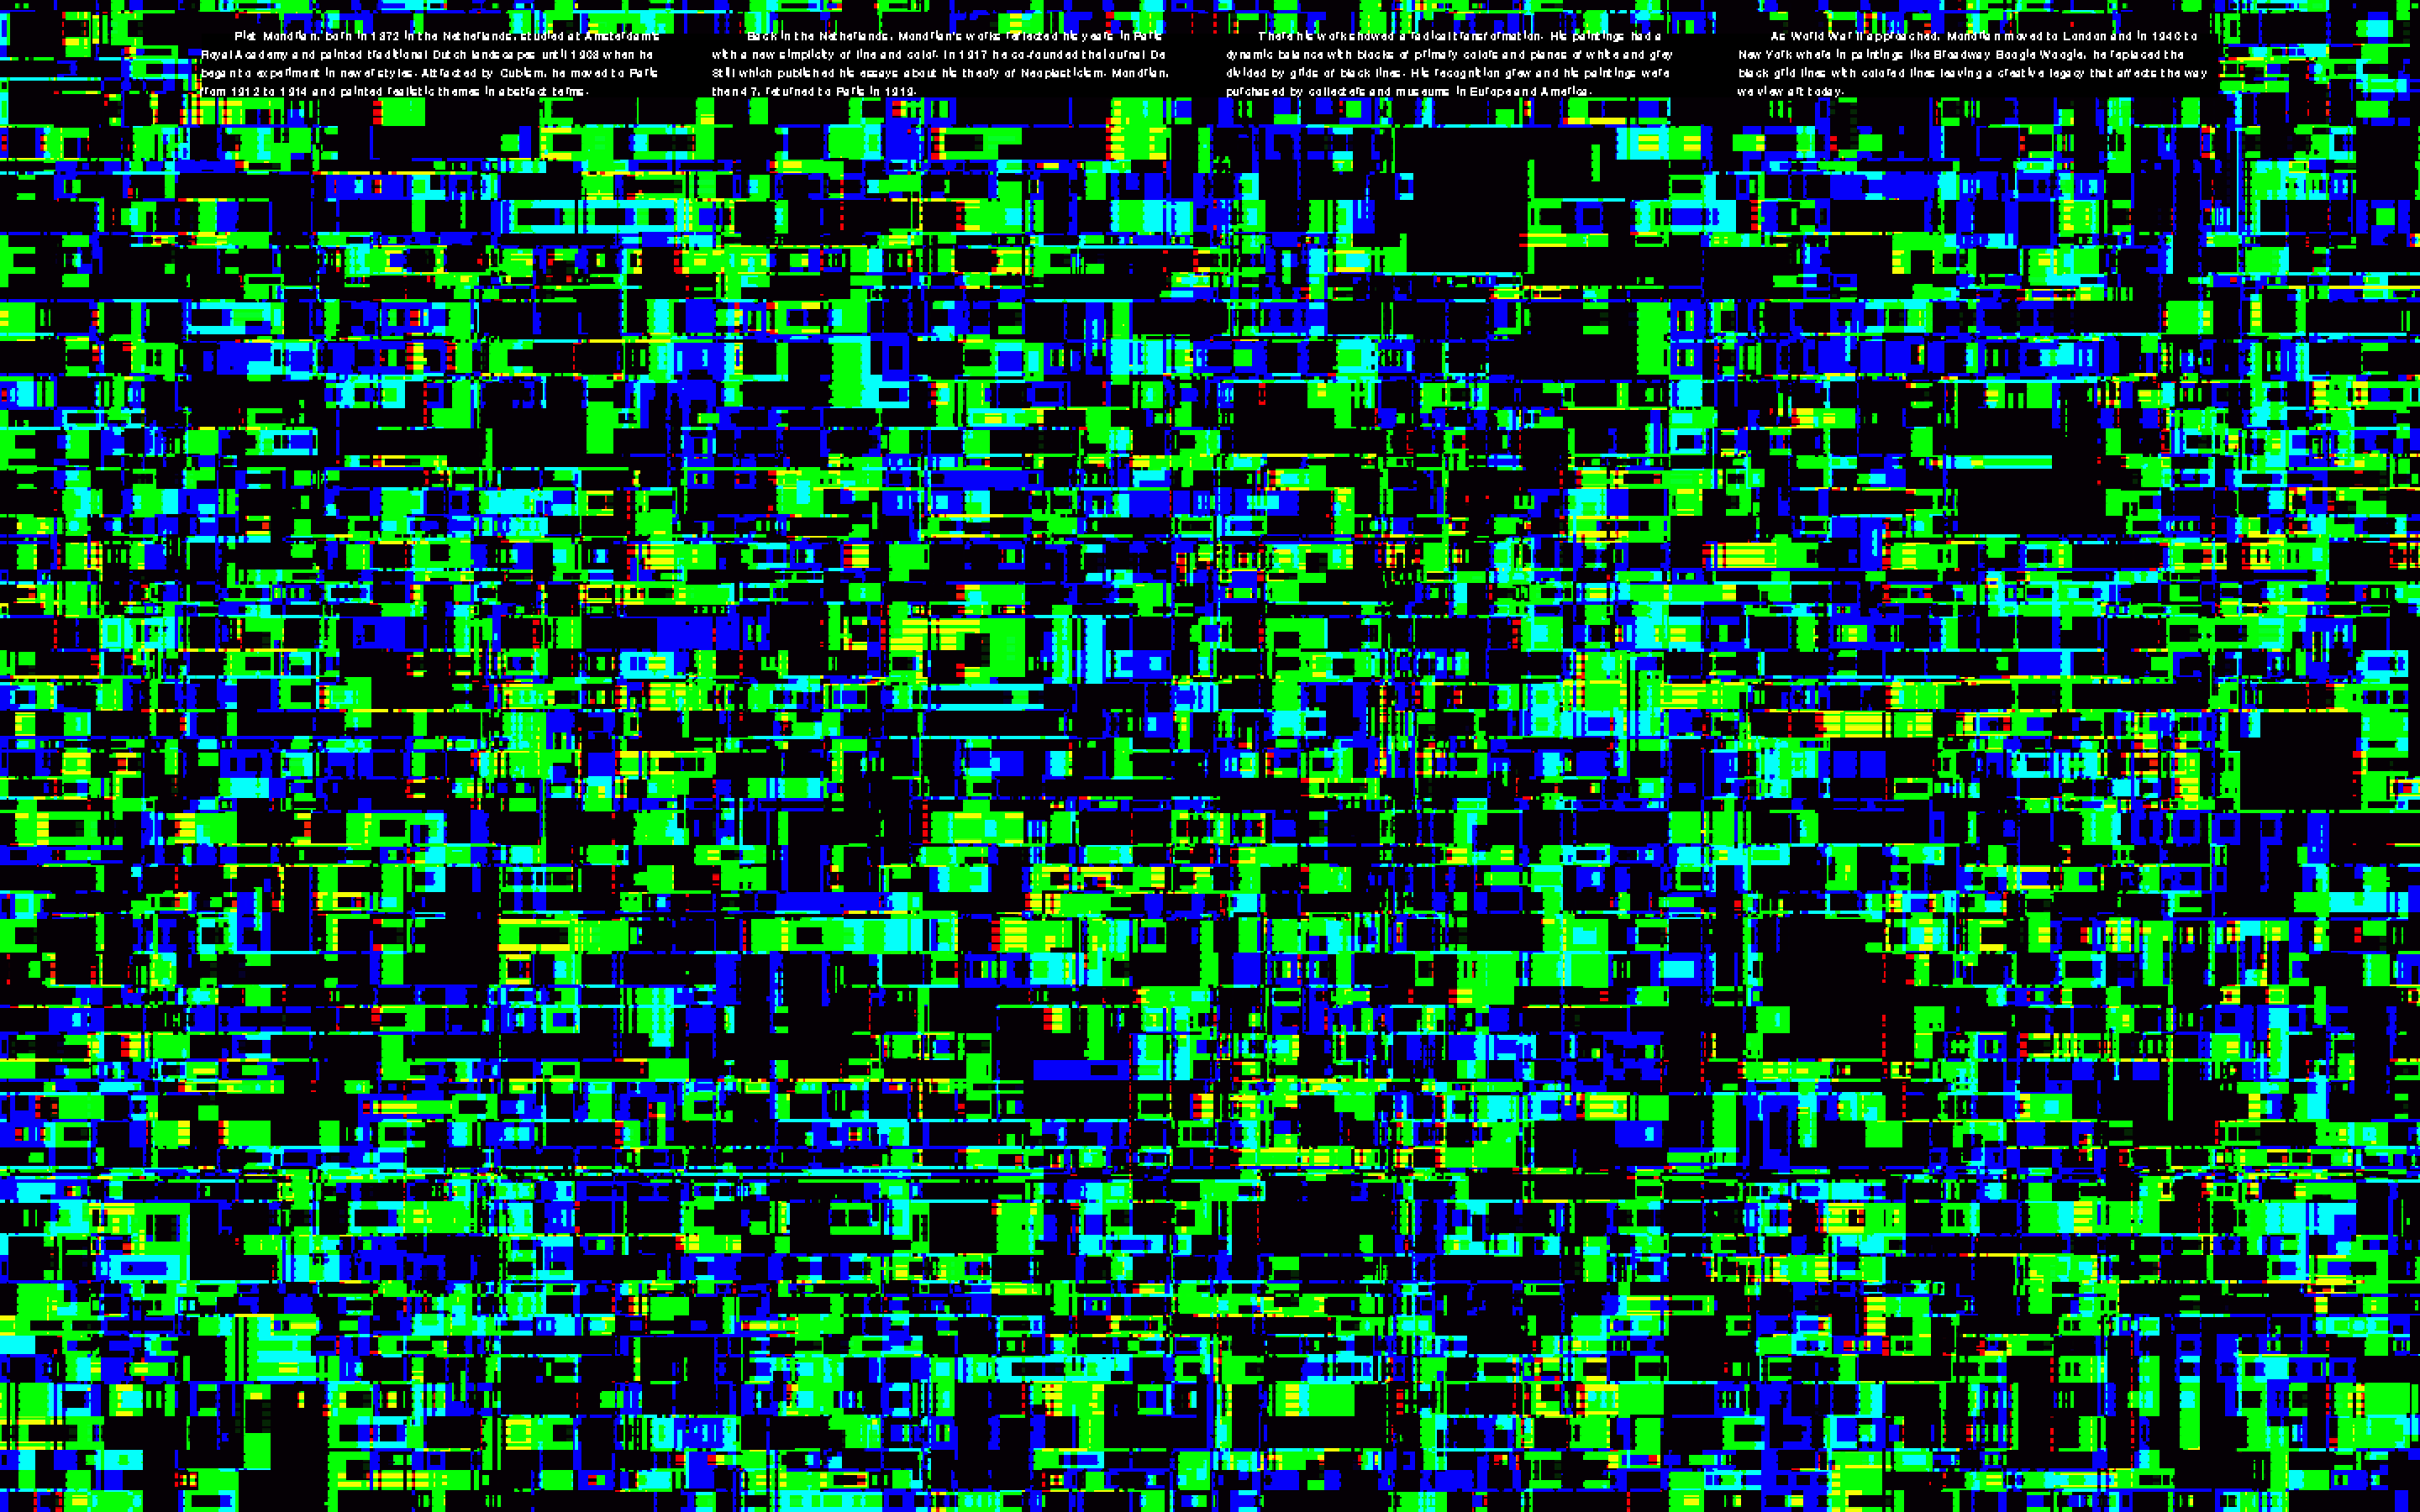 Piet Mondrian, born in 1872 in the Netherlands, studied at Amsterdam's
Royal Academy and painted traditional Dutch landscapes until 1908 when he
began to experiment in newer styles. Attracted by Cubism, he moved to Paris
from 1912 to 1914 and painted realistic themes in abstract terms.
Back in the Netherlands, Mondrian's works reflected his years in Paris
with a new simplicity of line and color. In 1917 he co-founded the journal De
Stijl which published his essays about his theory of Neoplasticism. Mondrian,
then 47, returned to Paris in 1919.
There his work showed a radical transformation. His paintings had a
dynamic balance with blocks of primary colors and planes of white and gray
divided by grids of black lines. His recognition grew and his paintings were
purchased by collectors and museums in Europe and America.
As World War II approached, Mondrian moved to London and in 1940 to
New York where in paintings like Broadway Boogie Woogie, he replaced the
black grid lines with colored lines leaving a creative legacy that affects the way
we view art today.